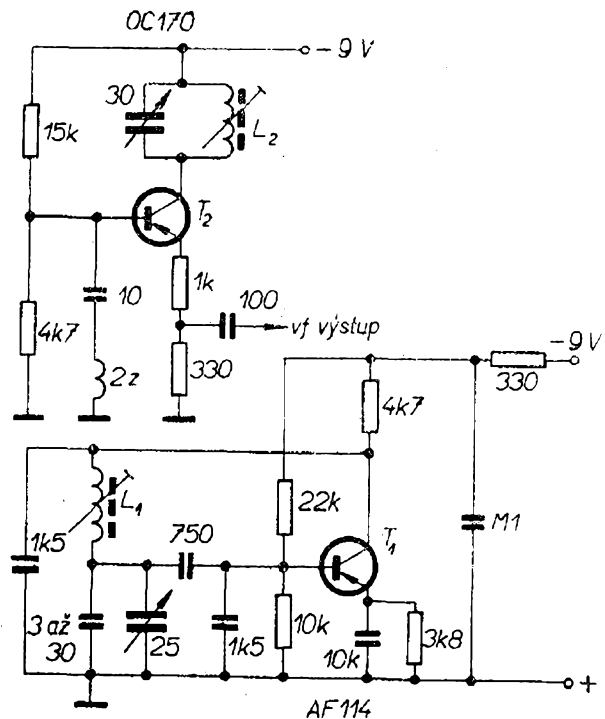 OC170
- 9 V
30
L2
15k
T2
1k
10
100
vf výstup
4k7
2z
330
-9V
330
4k7
L1
22k
M1
750
T1
1k5
3 až
30
25
1k5
10k
10k
3k8
+
AF114